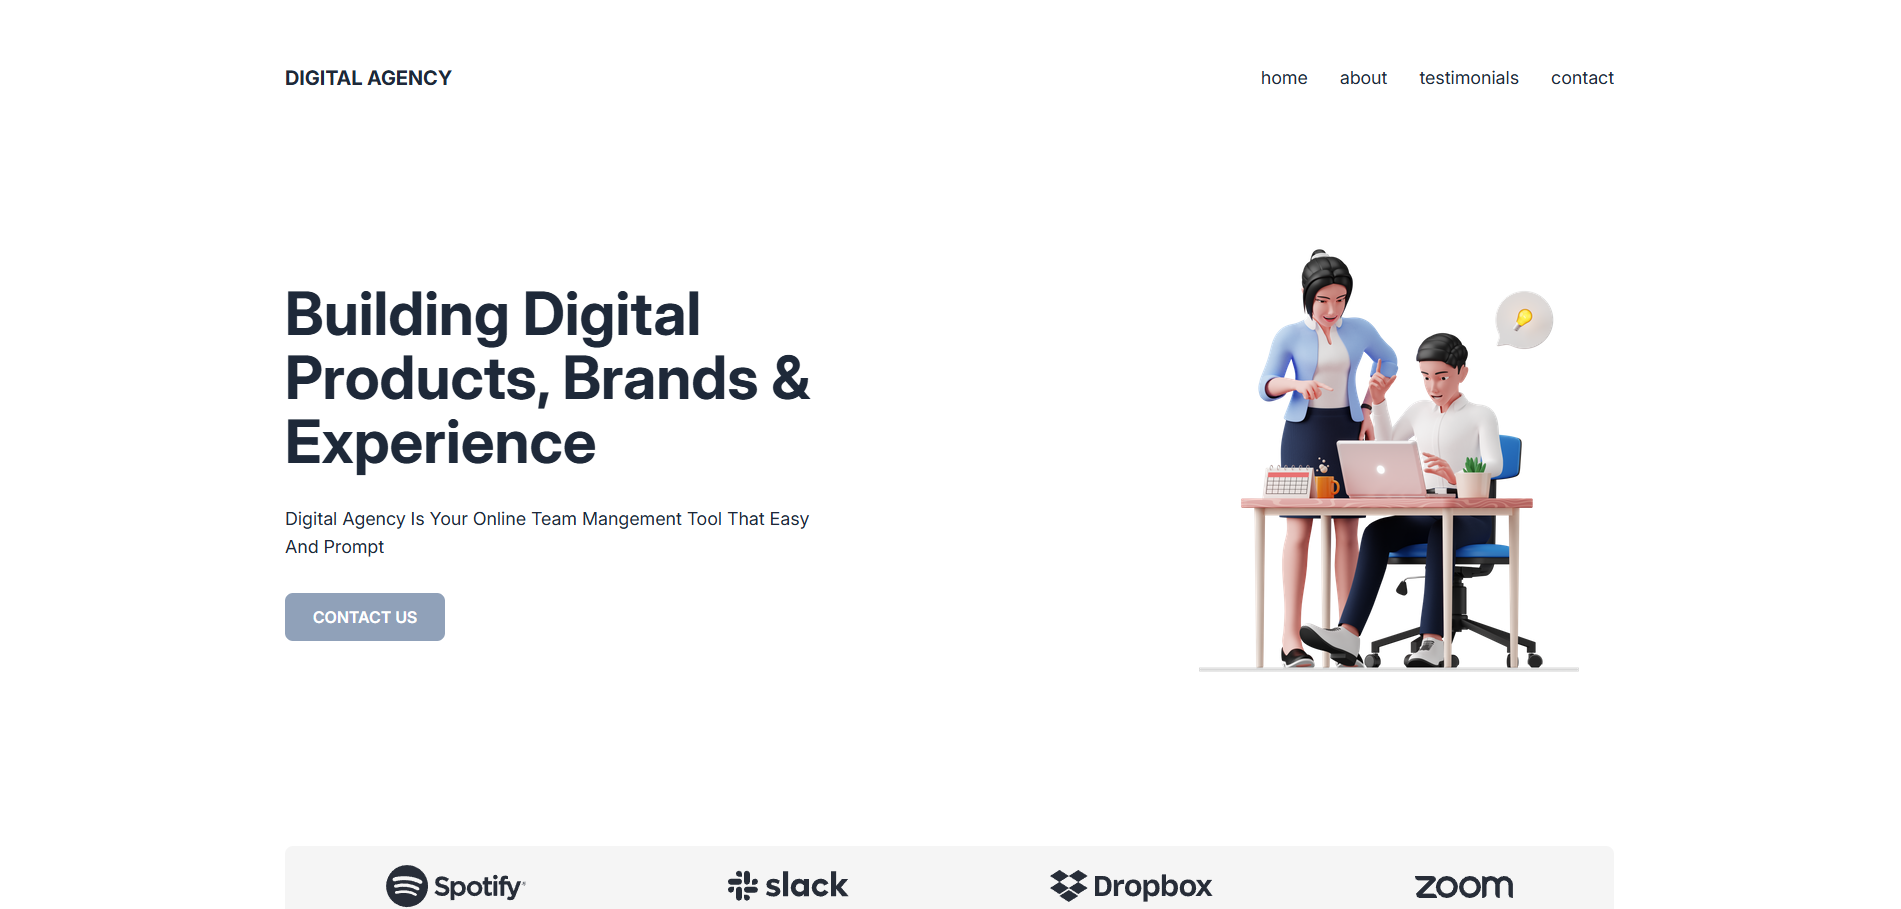 DIGITAL AGENCY
home about testimonials contact
Building Digital
Products, Brands &
Experience
Digital Agency Is Your Online Team Mangement Tool That Easy
And Prompt
CONTACT US
Spotify® slack Dropbox zoom